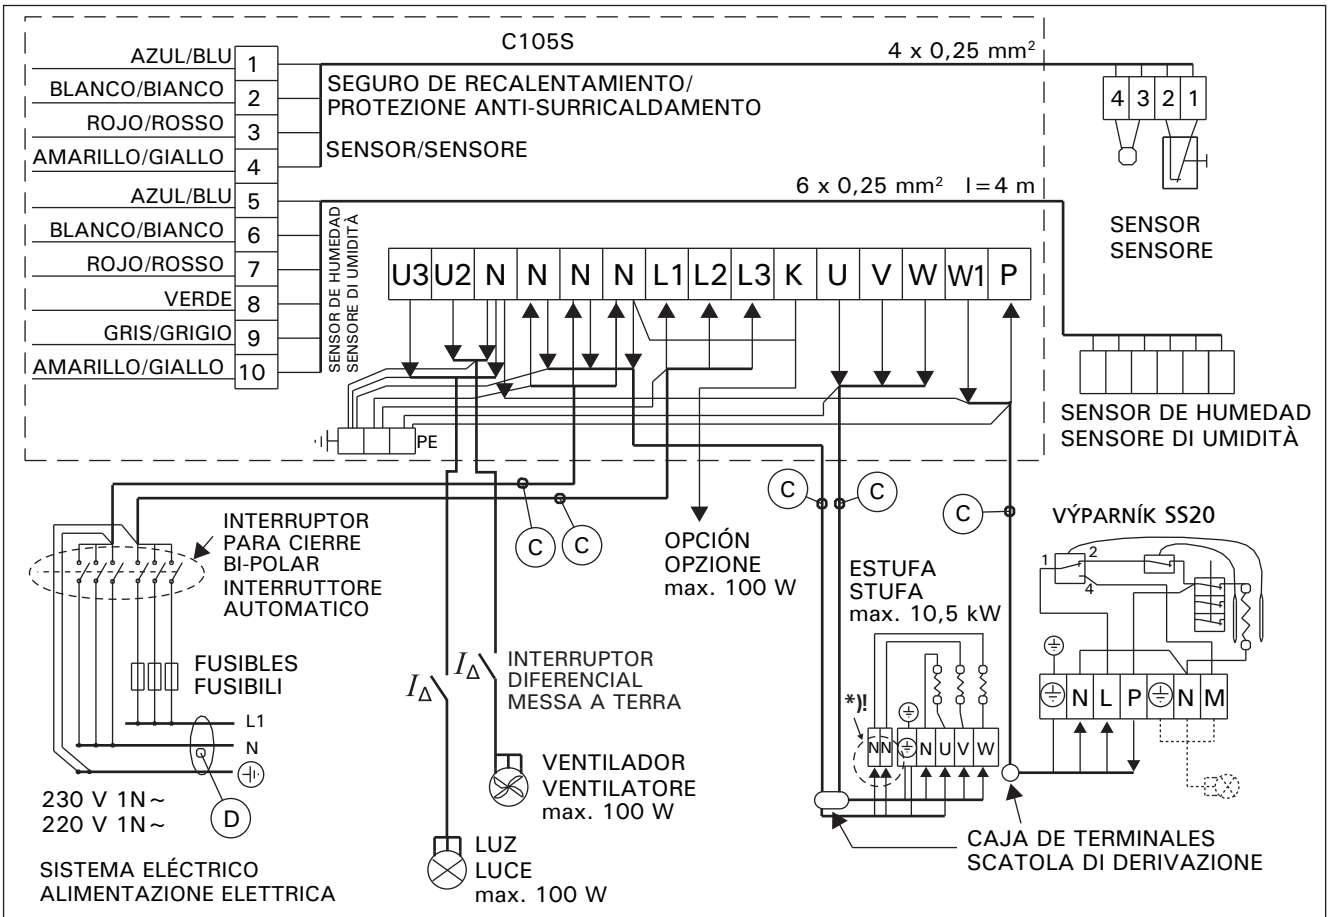 C105S
4 x 0,25 mm²
AZUL/BLU 1
BLANCO/BIANCO 2
ROJO/ROSSO 3
AMARILLO/GIALLO 4
AZUL/BLU 5
BLANCO/BIANCO 6
ROJO/ROSSO 7
VERDE 8
GRIS/GRIGIO 9
AMARILLO/GIALLO 10
SEGURO DE RECALENTAMIENTO/
PROTEZIONE ANTI-SURRICALDAMENTO
SENSOR/SENSORE
4 3 2 1
SENSOR
SENSORE
6 x 0,25 mm² l=4 m
SENSOR DE HUMEDAD
SENSORE DI UMIDITÀ
U3 U2 N N N N L1 L2 L3 K U V W W1 P
SENSOR DE HUMEDAD
SENSORE DI UMIDITÀ
PE
C
C
C
C
C
INTERRUPTOR
PARA CIERRE
BI-POLAR
INTERRUTTORE
AUTOMATICO
OPCIÓN
OPZIONE
max. 100 W
ESTUFA
STUFA
max. 10,5 kW
VÝPARNÍK SS20
1 2
4
FUSIBLES
FUSIBILI
I∆
I∆
INTERRUPTOR
DIFERENCIAL
MESSA A TERRA
*)!
N N N U V W
N L P N M
L1
N
D
230 V 1N~
220 V 1N~
VENTILADOR
VENTILATORE
max. 100 W
LUZ
LUCE
max. 100 W
CAJA DE TERMINALES
SCATOLA DI DERIVAZIONE
SISTEMA ELÉCTRICO
ALIMENTAZIONE ELETTRICA